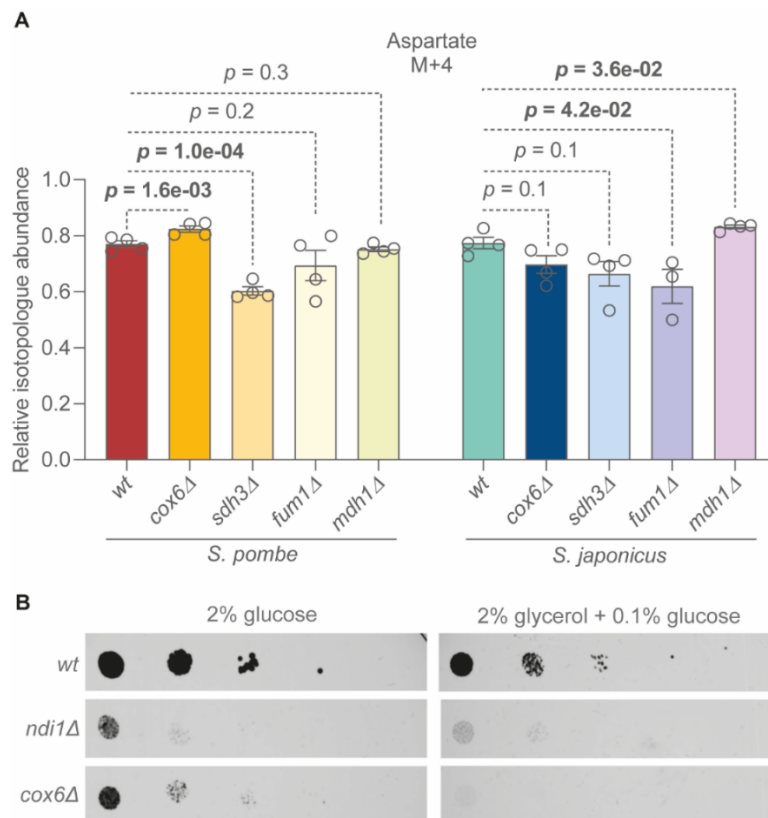 A
Aspartate
M+4
p = 0.3
p = 3.6e-02
p = 0.2
p = 4.2e-02
p = 1.0e-04
p = 0.1
p = 1.6e-03
p = 0.1
Relative isotopologue abundance
1.0
0.8
0.6
0.4
0.2
0.0
wt
cox6Δ
sdh3Δ
fum1Δ
mdh1Δ
wt
cox6Δ
sdh3Δ
fum1Δ
mdh1Δ
S. pombe
S. japonicus
B
2% glucose
2% glycerol + 0.1% glucose
wt
ndi1Δ
cox6Δ